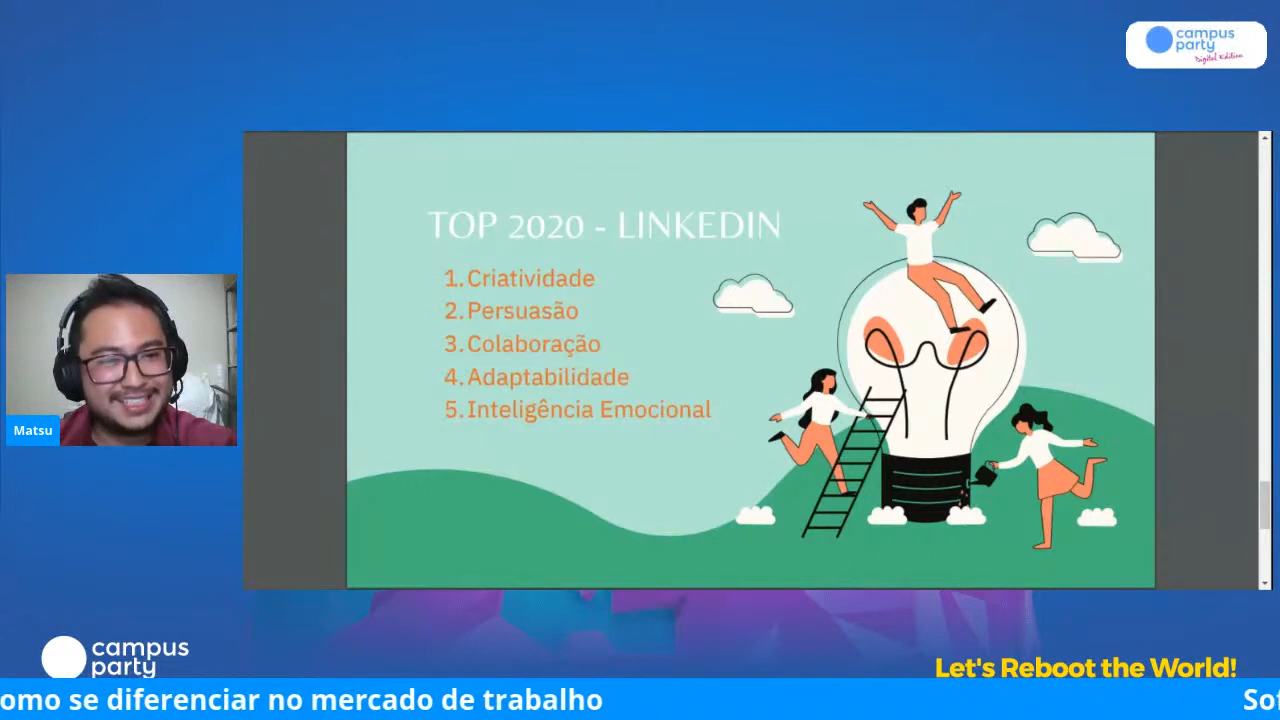 campus
party
Digital Edition
TOP 2020 - LINKEDIN
1. Criatividade
2. Persuasão
3. Colaboração
4. Adaptabilidade
5. Inteligência Emocional
Matsu
campus
party
Let's Reboot the World!
omo se diferenciar no mercado de trabalho